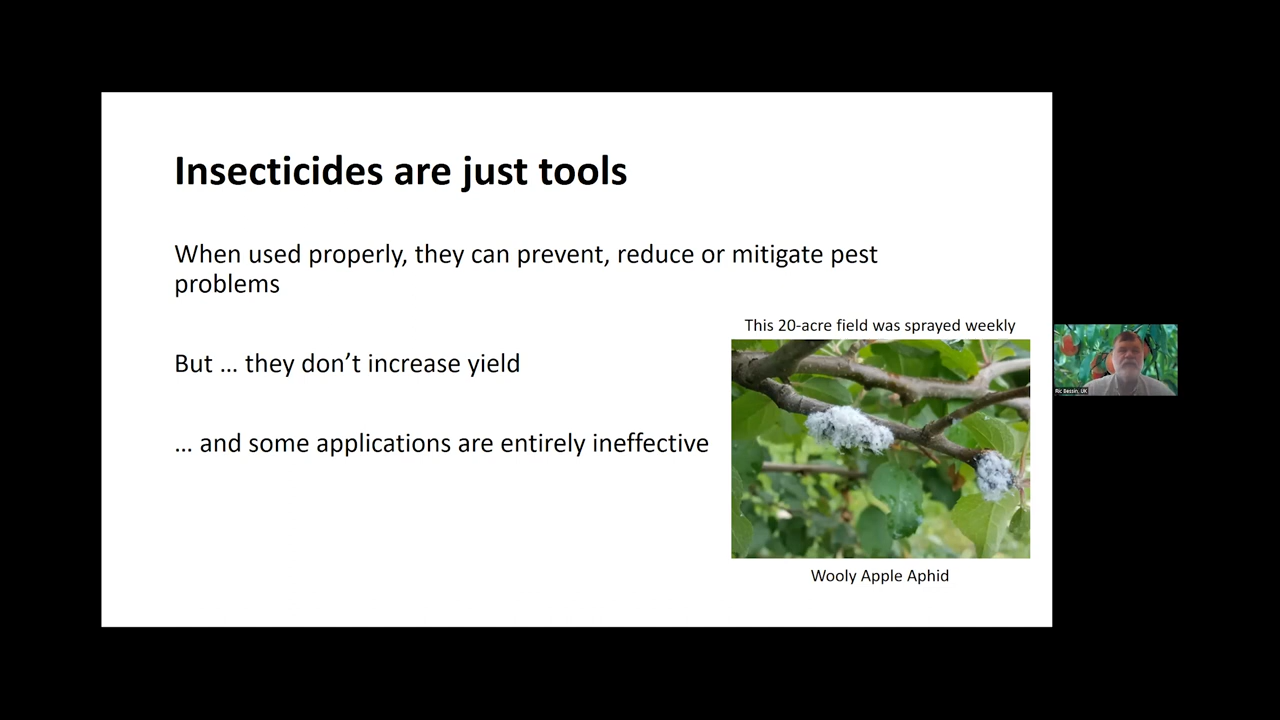 Insecticides are just tools
When used properly, they can prevent, reduce or mitigate pest
problems
This 20-acre field was sprayed weekly
But … they don’t increase yield
… and some applications are entirely ineffective
Wooly Apple Aphid
Ric Bessin, UK